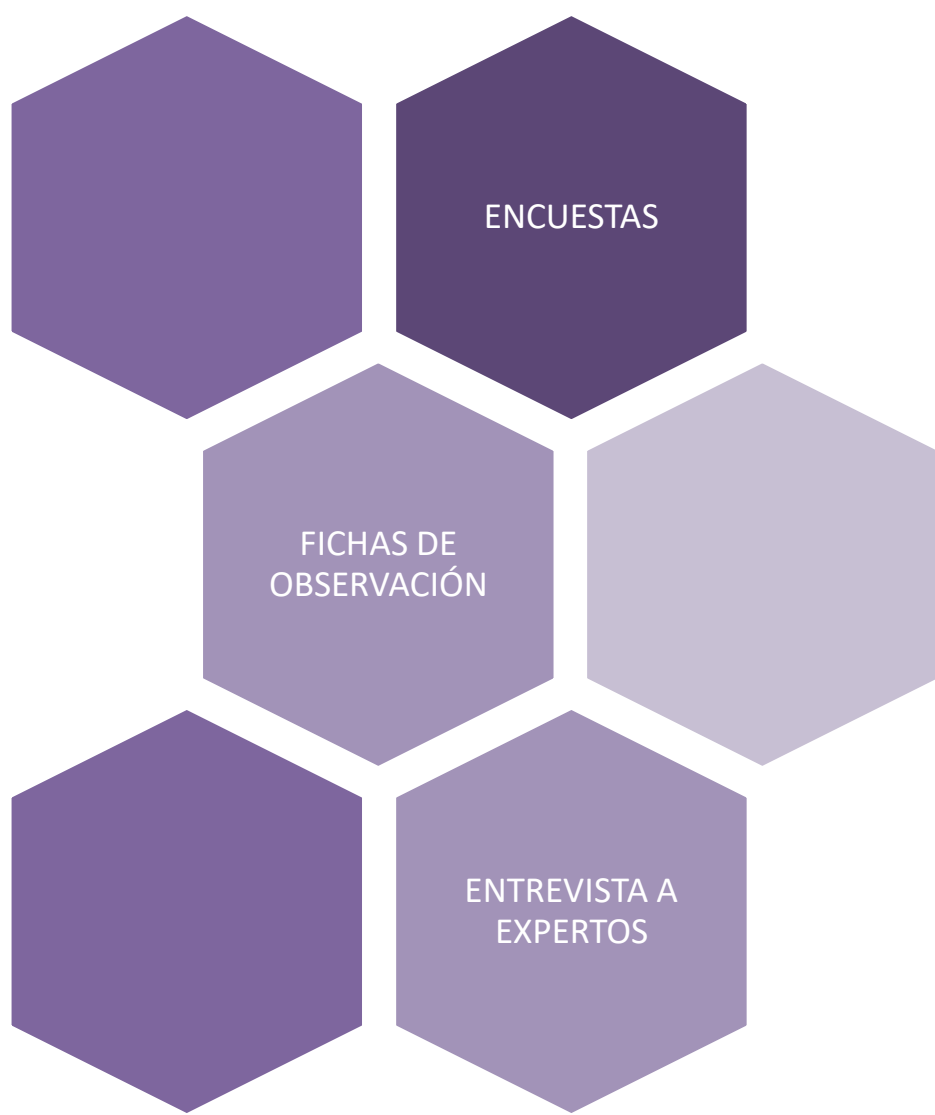 ENCUESTAS
FICHAS DE
OBSERVACIÓN
ENTREVISTA A
EXPERTOS